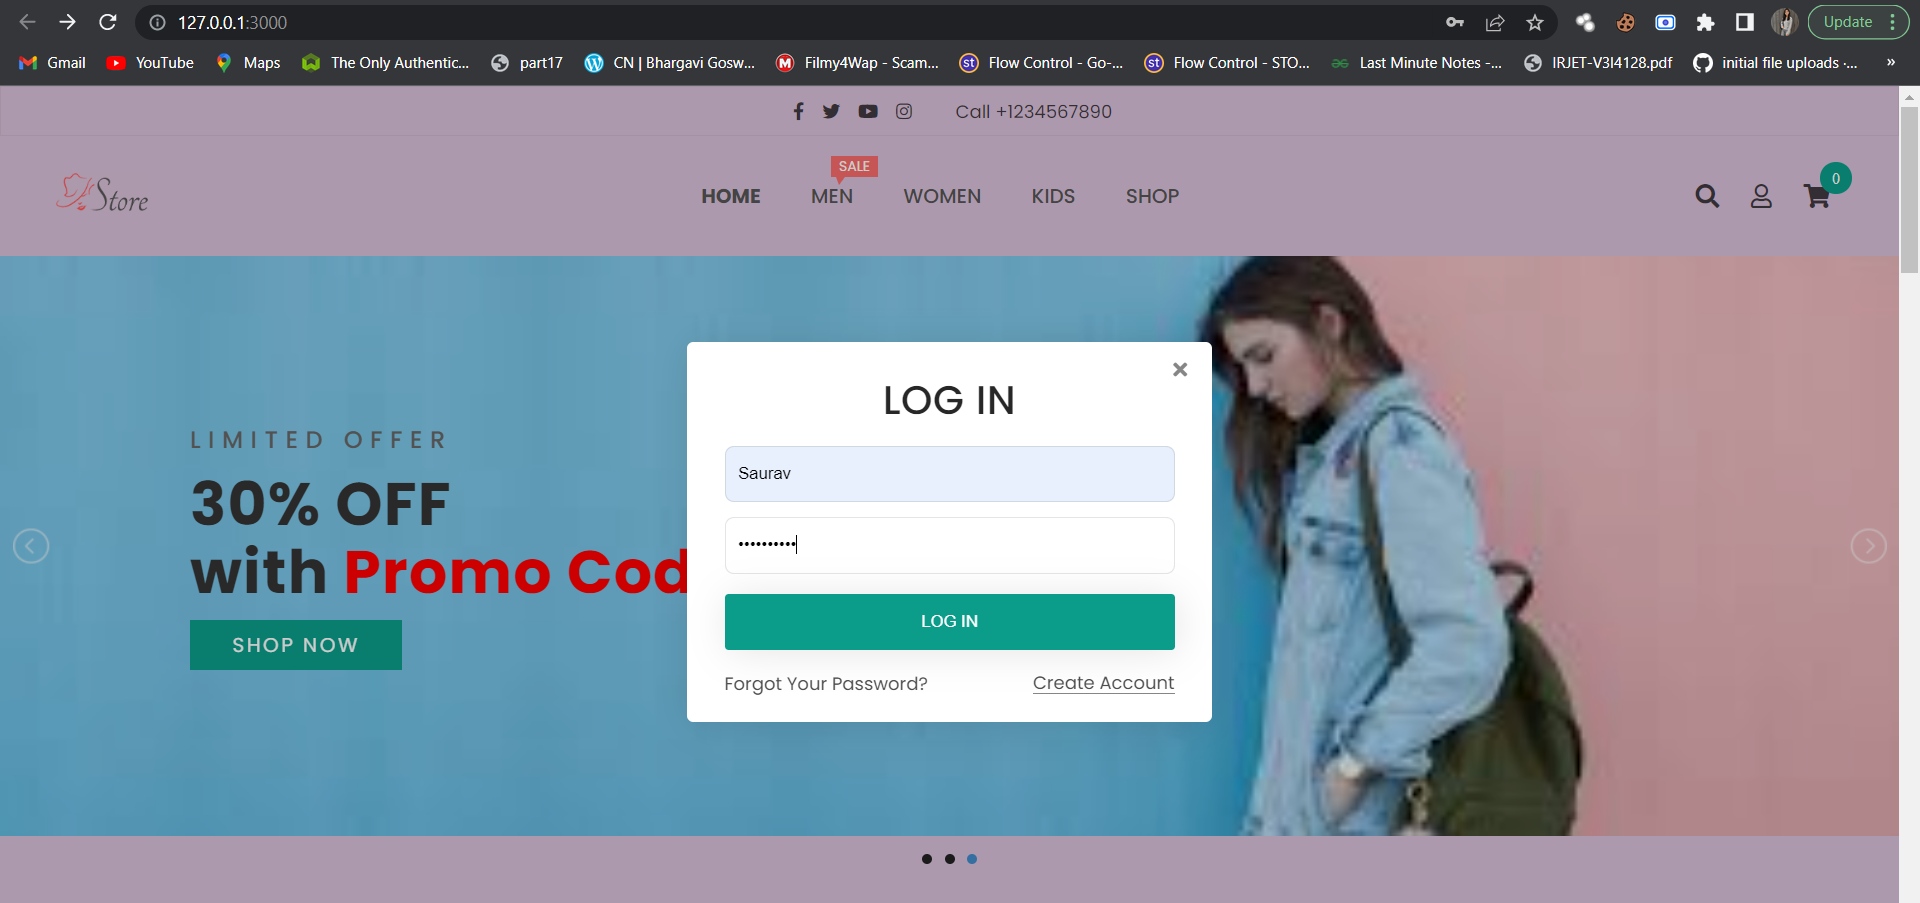 127.0.0.1:3000
Update
Gmail
YouTube
Maps
The Only Authentic...
part17
CN | Bhargavi Gosw...
Filmy4Wap - Scam...
Flow Control - Go-...
Flow Control - STO...
Last Minute Notes -...
IRJET-V3I4128.pdf
initial file uploads ·...
»
Call +1234567890
Store
HOME
MEN
SALE
WOMEN
KIDS
SHOP
0
LIMITED OFFER
30% OFF
with Promo Cod
SHOP NOW
LOG IN
Saurav
••••••••••
LOG IN
Forgot Your Password?
Create Account